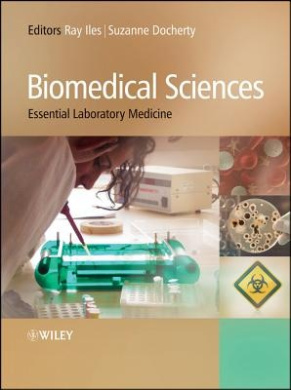 Editors Ray Iles | Suzanne Docherty
Biomedical Sciences
Essential Laboratory Medicine
WILEY